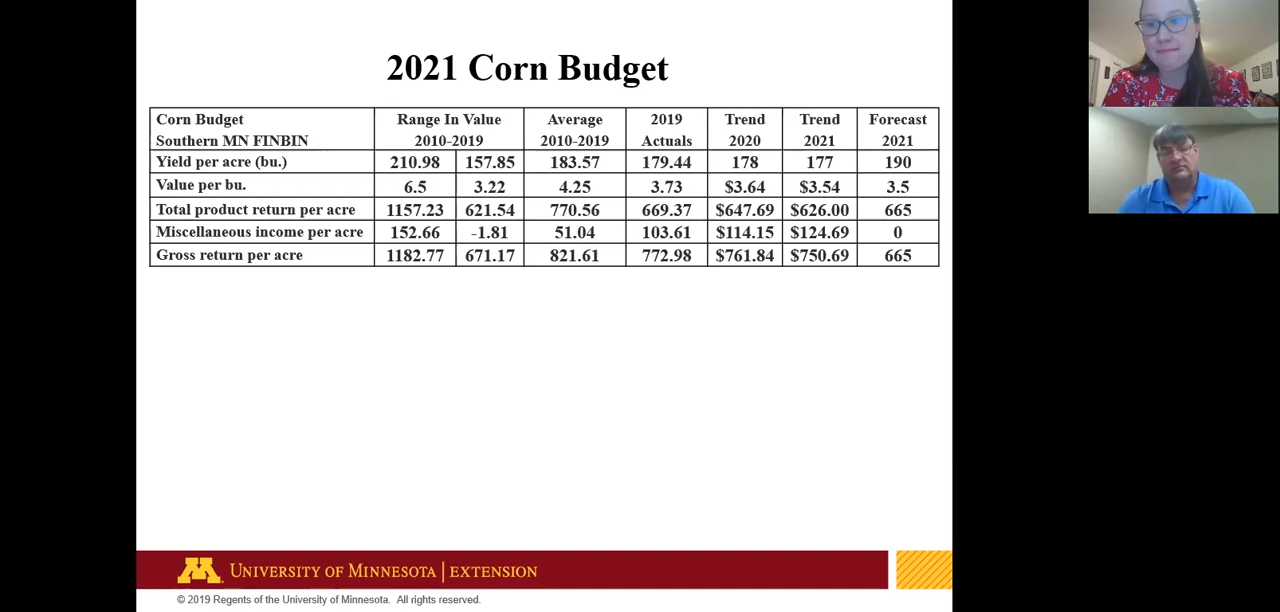 2021 Corn Budget
Corn Budget Range In Value Average 2019 Trend Trend Forecast
Southern MN FINBIN 2010-2019 2010-2019 Actuals 2020 2021 2021
Yield per acre (bu.) 210.98 157.85 183.57 179.44 178 177 190
Value per bu. 6.5 3.22 4.25 3.73 $3.64 $3.54 3.5
Total product return per acre 1157.23 621.54 770.56 669.37 $647.69 $626.00 665
Miscellaneous income per acre 152.66 -1.81 51.04 103.61 $114.15 $124.69 0
Gross return per acre 1182.77 671.17 821.61 772.98 $761.84 $750.69 665
M UNIVERSITY OF MINNESOTA | EXTENSION
© 2019 Regents of the University of Minnesota. All rights reserved.